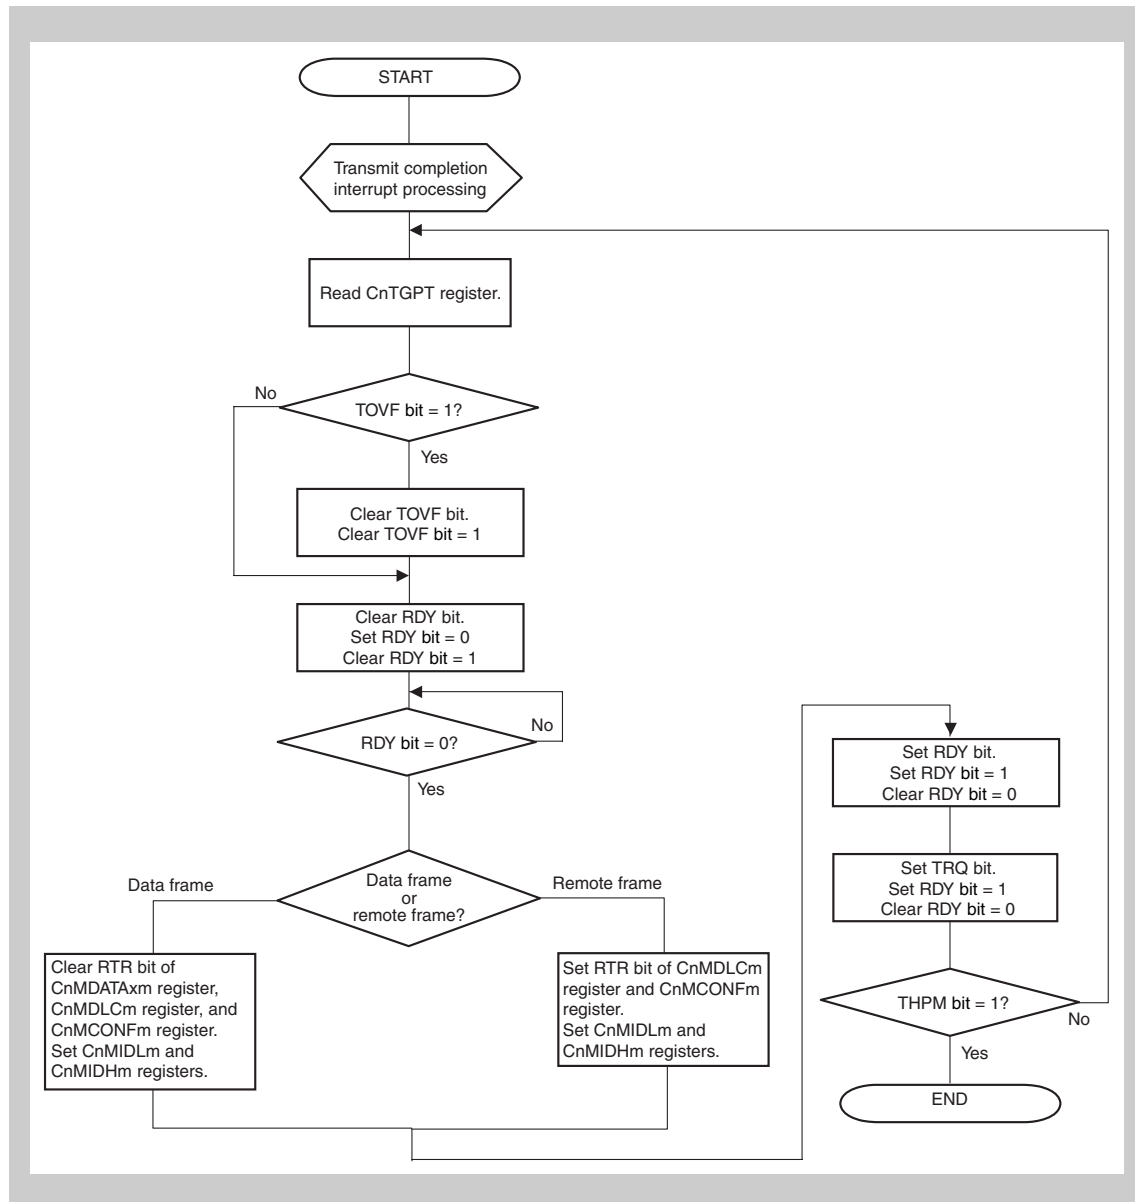 START
Transmit completion
interrupt processing
Read CnTGPT register.
No
TOVF bit = 1?
Yes
Clear TOVF bit.
Clear TOVF bit = 1
Clear RDY bit.
Set RDY bit = 0
Clear RDY bit = 1
No
RDY bit = 0?
Yes
Data frame
Data frame
or
remote frame?
Remote frame
Clear RTR bit of
CnMDATAxm register,
CnMDLCm register, and
CnMCONFm register.
Set CnMIDLm and
CnMIDHm registers.
Set RTR bit of CnMDLCm
register and CnMCONFm
register.
Set CnMIDLm and
CnMIDHm registers.
Set RDY bit.
Set RDY bit = 1
Clear RDY bit = 0
Set TRQ bit.
Set RDY bit = 1
Clear RDY bit = 0
THPM bit = 1?
No
Yes
END